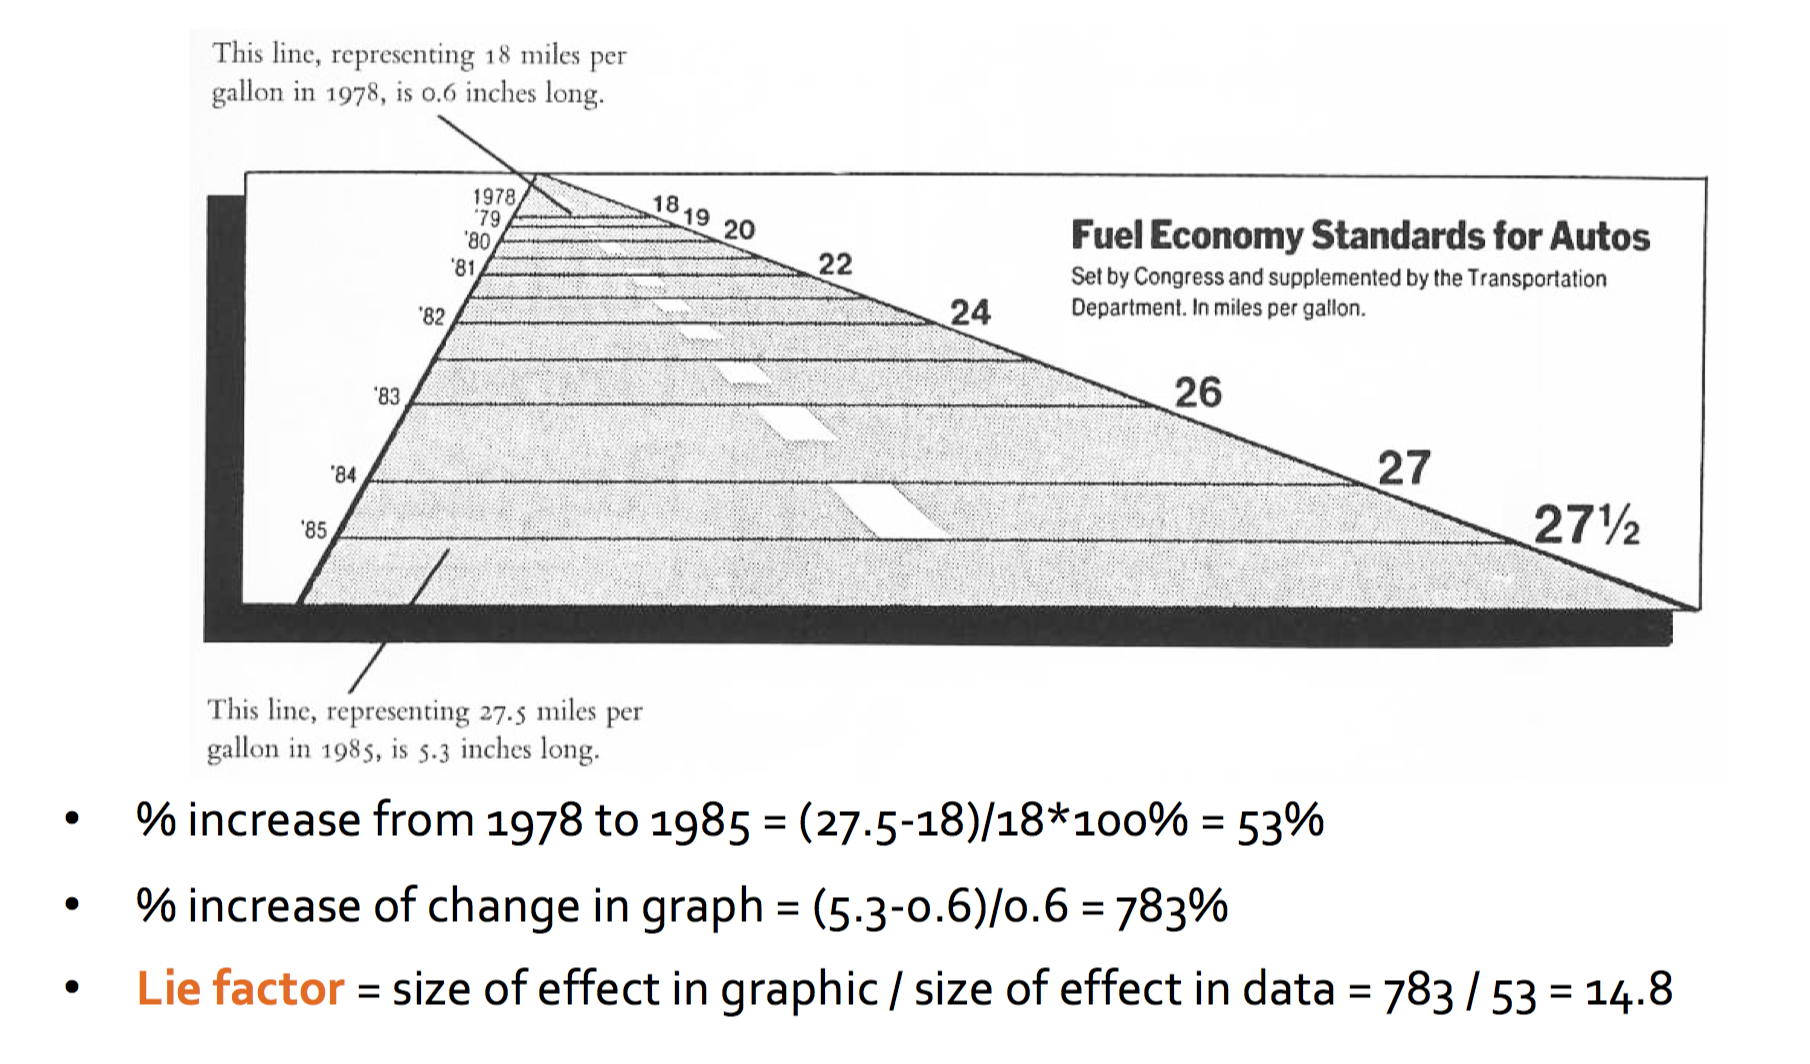 This line, representing 18 miles per
gallon in 1978, is 0.6 inches long.
1978
'79
'80
'81
'82
'83
'84
'85
18
19
20
22
24
26
27
27½
Fuel Economy Standards for Autos
Set by Congress and supplemented by the Transportation
Department. In miles per gallon.
This line, representing 27.5 miles per
gallon in 1985, is 5.3 inches long.
• % increase from 1978 to 1985 = (27.5-18)/18*100% = 53%
• % increase of change in graph = (5.3-0.6)/0.6 = 783%
• Lie factor = size of effect in graphic / size of effect in data = 783 / 53 = 14.8